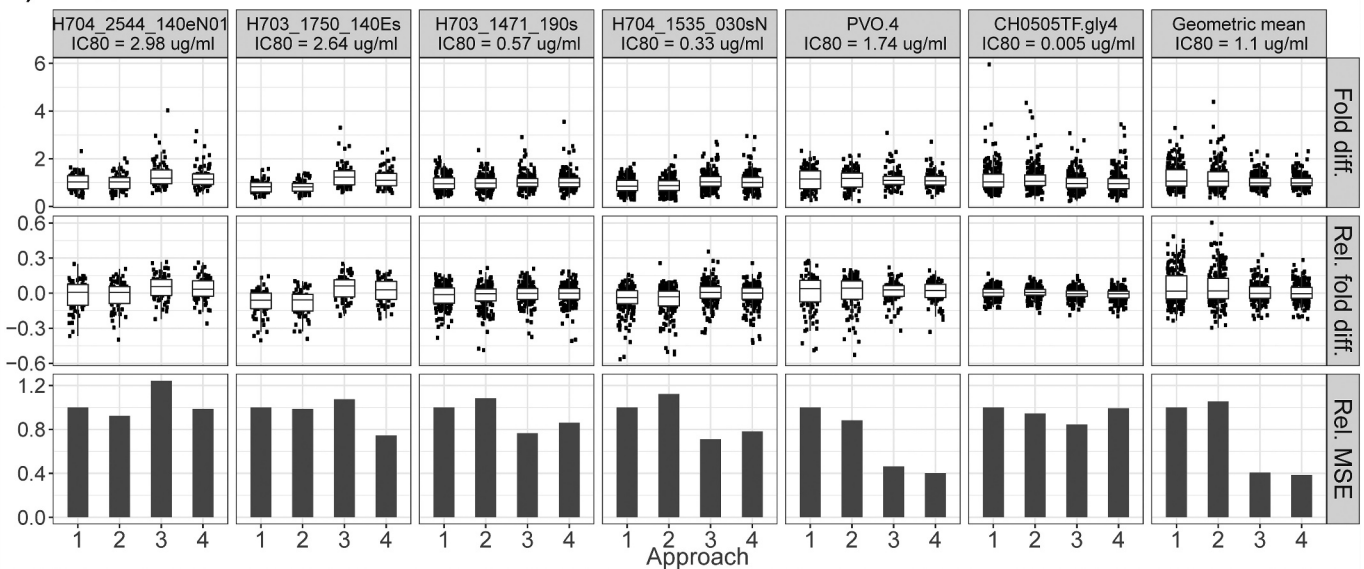 H704_2544_140eN01
IC80 = 2.98 ug/ml
H703_1750_140Es
IC80 = 2.64 ug/ml
H703_1471_190s
IC80 = 0.57 ug/ml
H704_1535_030sN
IC80 = 0.33 ug/ml
PVO.4
IC80 = 1.74 ug/ml
CH0505TF.gly4
IC80 = 0.005 ug/ml
Geometric mean
IC80 = 1.1 ug/ml
6
4
2
0
Fold diff.
0.6
0.3
0.0
−0.3
−0.6
Rel. fold diff.
1.2
0.8
0.4
0.0
Rel. MSE
1 2 3 4 1 2 3 4 1 2 3 4 1 2 3 4 1 2 3 4 1 2 3 4 1 2 3 4
Approach